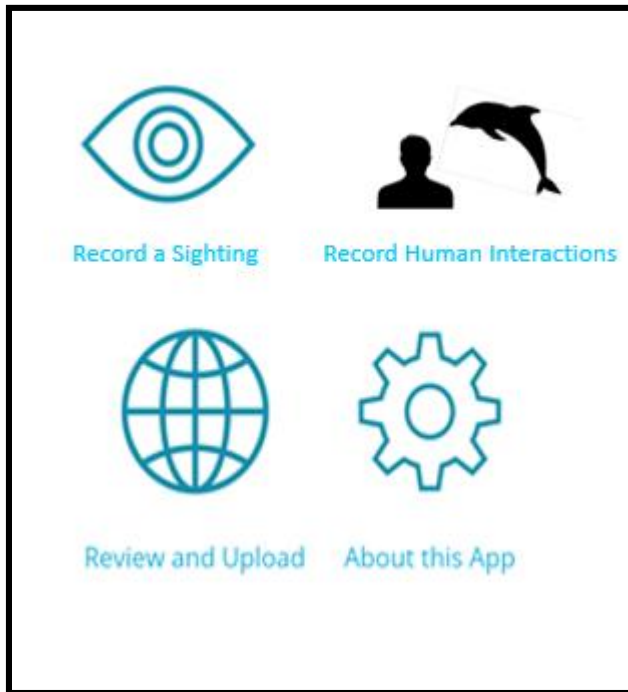 Record a Sighting
Record Human Interactions
Review and Upload
About this App